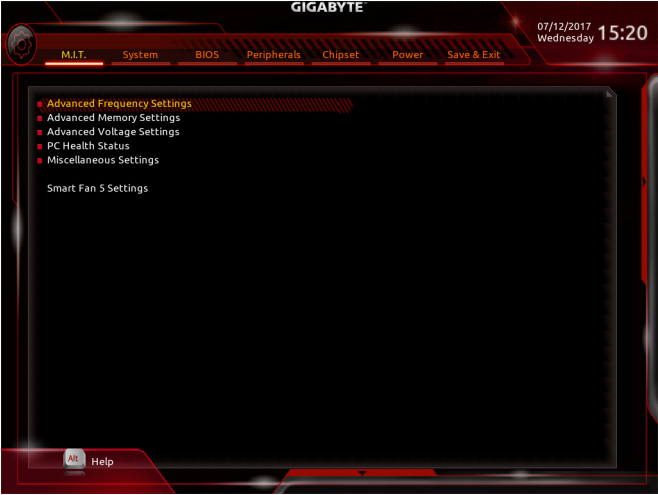 GIGABYTE
07/12/2017 15:20
Wednesday
M.I.T. System BIOS Peripherals Chipset Power Save & Exit
Advanced Frequency Settings
Advanced Memory Settings
Advanced Voltage Settings
PC Health Status
Miscellaneous Settings
Smart Fan 5 Settings
Alt Help